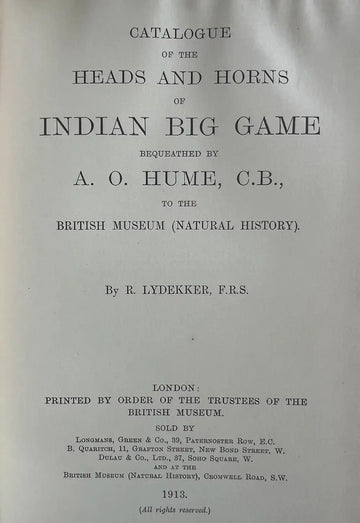 CATALOGUE
OF THE
HEADS AND HORNS
OF
INDIAN BIG GAME
BEQUEATHED BY
A. O. HUME, C.B.,
TO THE
BRITISH MUSEUM (NATURAL HISTORY).
By R. LYDEKKER, F.R.S.
LONDON:
PRINTED BY ORDER OF THE TRUSTEES OF THE
BRITISH MUSEUM.
SOLD BY
Longmans, Green & Co., 39, Paternoster Row, E.C.
B. Quaritch, 11, Grafton Street, New Bond Street, W.
Dulau & Co., Ltd., 37, Soho Square, W.
AND AT THE
British Museum (Natural History), Cromwell Road, S.W.
1913.
(All rights reserved.)